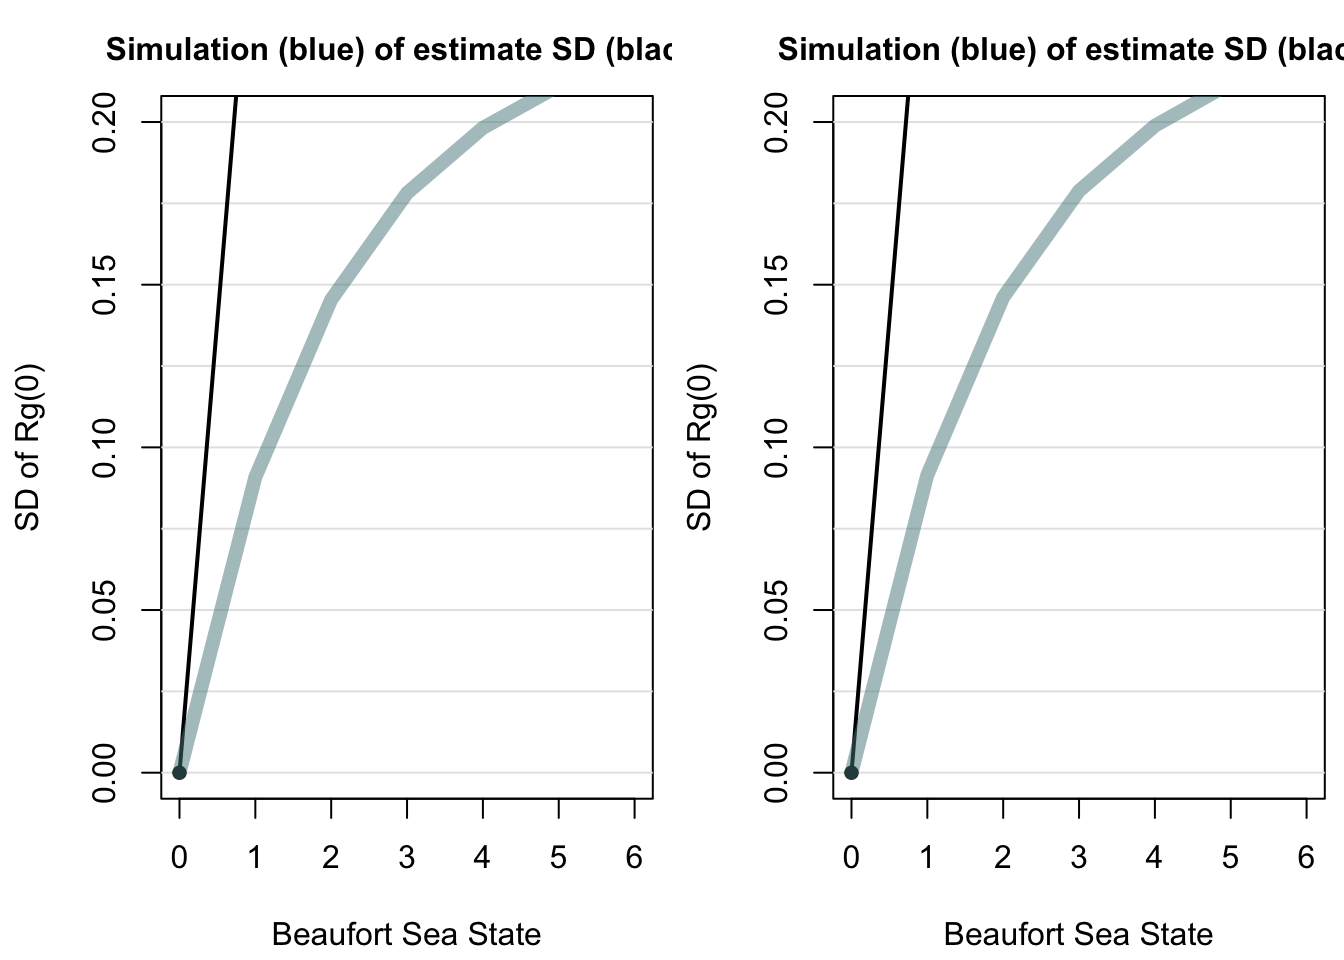 Simulation (blue) of estimate SD (blac
SD of Rg(0)
0.20
0.15
0.10
0.05
0.00
0 1 2 3 4 5 6
Beaufort Sea State
Simulation (blue) of estimate SD (blac
SD of Rg(0)
0.20
0.15
0.10
0.05
0.00
0 1 2 3 4 5 6
Beaufort Sea State